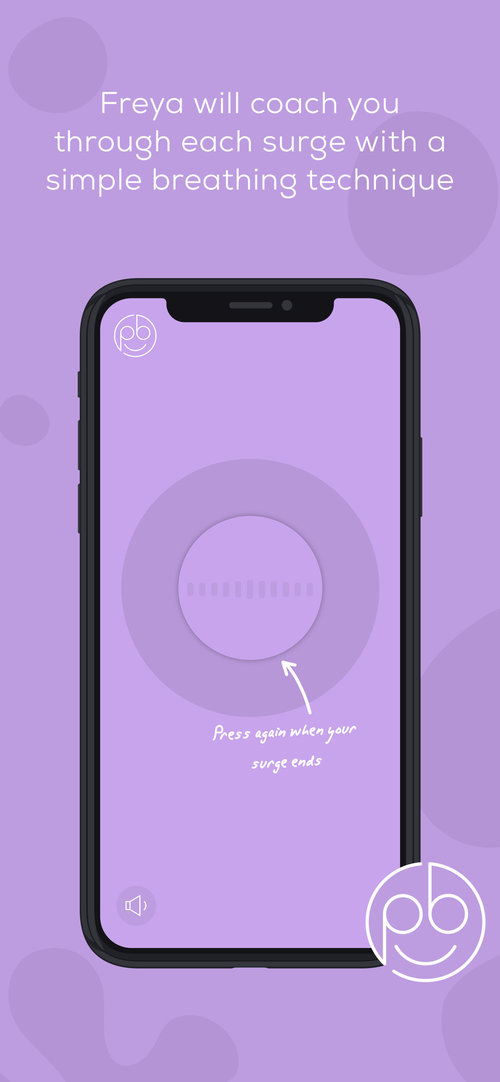 Freya will coach you
through each surge with a
simple breathing technique
pb
Press again when your
surge ends
pb